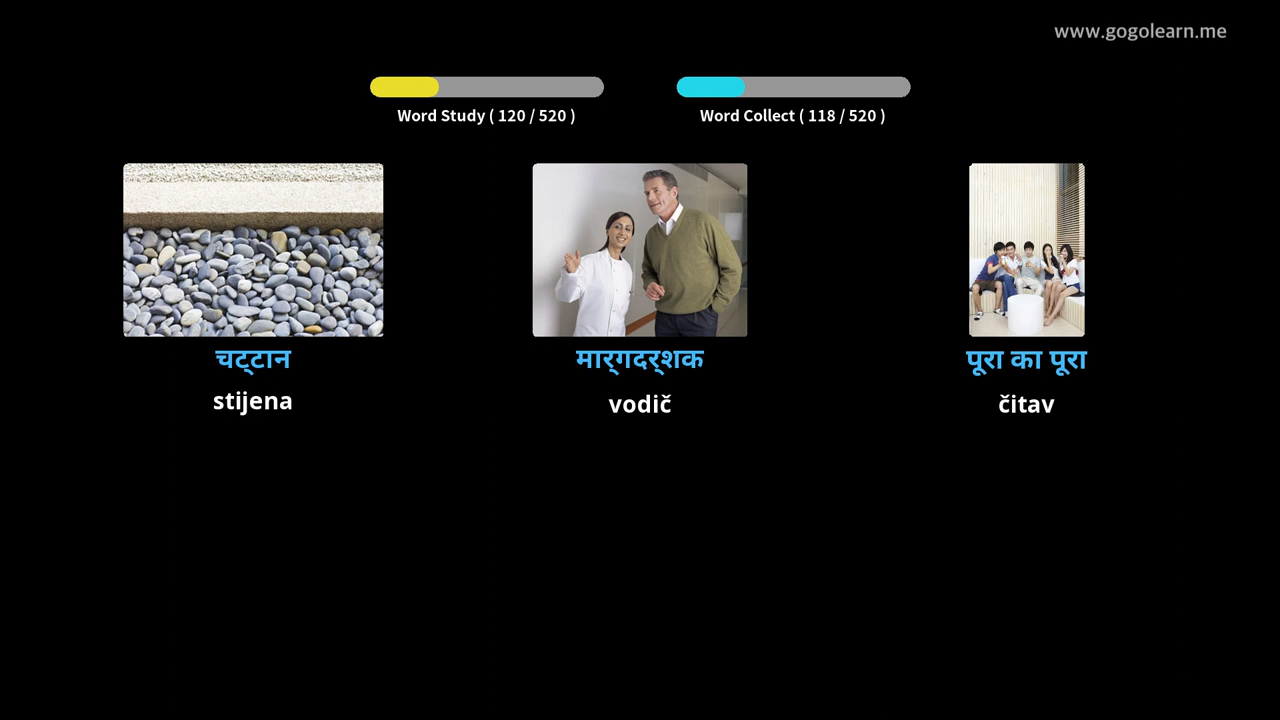 www.gogolearn.me
Word Study ( 120 / 520 )
Word Collect ( 118 / 520 )
चट्टान
stijena
मार्गदर्शक
vodič
पूरा का पूरा
čitav